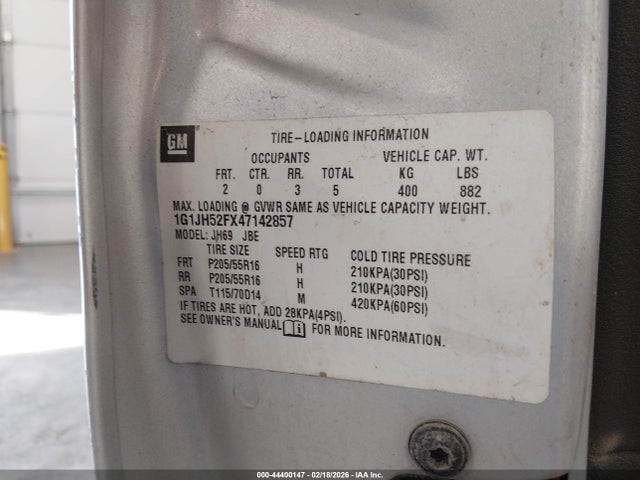 GM
TIRE-LOADING INFORMATION
OCCUPANTS VEHICLE CAP. WT.
FRT. CTR. RR. TOTAL KG LBS
2 0 3 5 400 882
MAX. LOADING @ GVWR SAME AS VEHICLE CAPACITY WEIGHT.
1G1JH52FX47142857
MODEL: JH69 JBE
TIRE SIZE SPEED RTG COLD TIRE PRESSURE
FRT P205/55R16 H 210KPA(30PSI)
RR P205/55R16 H 210KPA(30PSI)
SPA T115/70D14 M 420KPA(60PSI)
IF TIRES ARE HOT, ADD 28KPA(4PSI).
SEE OWNER'S MANUAL i FOR MORE INFORMATION.
000-44400147 - 02/18/2026 - IAA Inc.